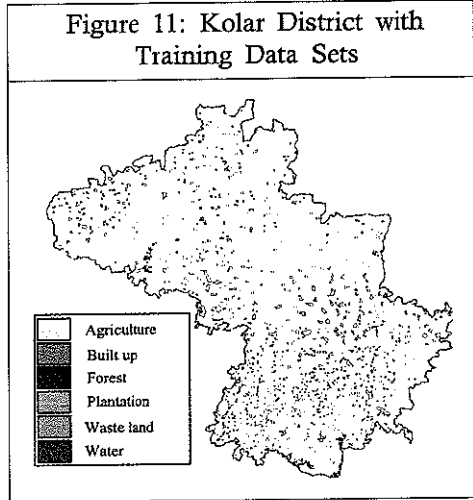 Figure 11: Kolar District with
Training Data Sets
Agriculture
Built up
Forest
Plantation
Waste land
Water